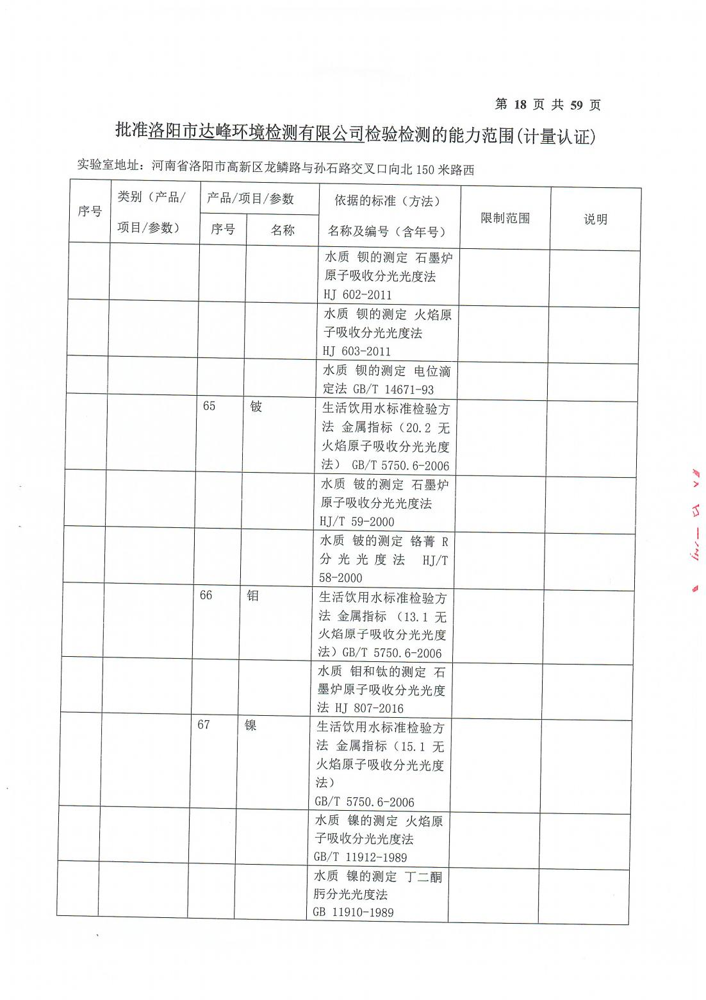 第 18 页 共 59 页
批准洛阳市达峰环境检测有限公司检验检测的能力范围(计量认证)
实验室地址：河南省洛阳市高新区龙鳞路与孙石路交叉口向北 150 米路西
序号
类别（产品/
项目/参数）
产品/项目/参数
序号
名称
依据的标准（方法）
名称及编号（含年号）
限制范围
说明
水质 钡的测定 石墨炉
原子吸收分光光度法
HJ 602-2011
水质 钡的测定 火焰原
子吸收分光光度法
HJ 603-2011
水质 钡的测定 电位滴
定法 GB/T 14671-93
65
铍
生活饮用水标准检验方
法 金属指标（20.2 无
火焰原子吸收分光光度
法） GB/T 5750.6-2006
水质 铍的测定 石墨炉
原子吸收分光光度法
HJ/T 59-2000
水质 铍的测定 铬菁 R
分 光 光 度 法 HJ/T
58-2000
66
钼
生活饮用水标准检验方
法 金属指标 （13.1 无
火焰原子吸收分光光度
法）GB/T 5750.6-2006
水质 钼和钛的测定 石
墨炉原子吸收分光光度
法 HJ 807-2016
67
镍
生活饮用水标准检验方
法 金属指标（15.1 无
火焰原子吸收分光光度
法）
GB/T 5750.6-2006
水质 镍的测定 火焰原
子吸收分光光度法
GB/T 11912-1989
水质 镍的测定 丁二酮
肟分光光度法
GB 11910-1989